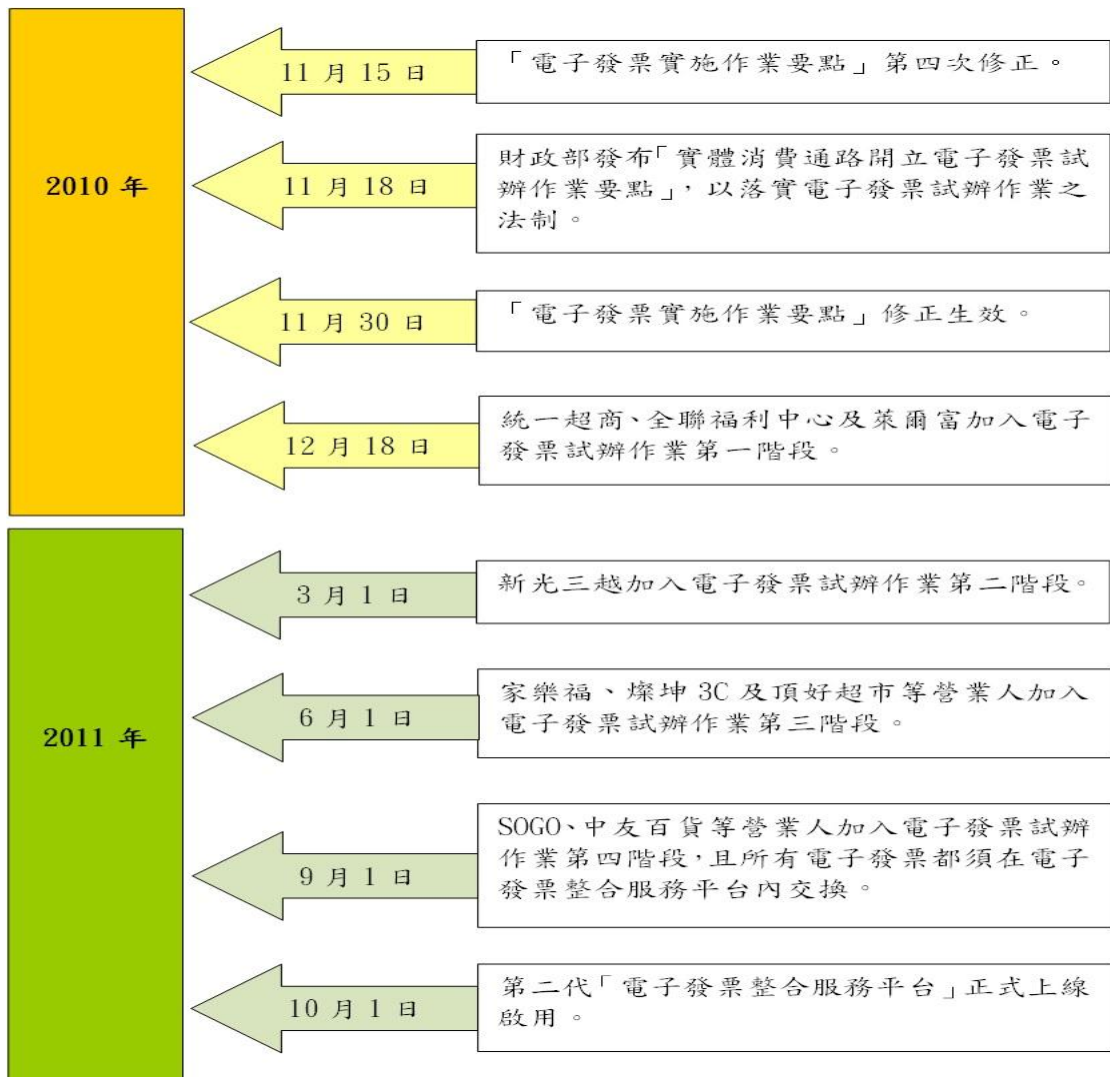 2010 年
11 月 15 日
「電子發票實施作業要點」第四次修正。
11 月 18 日
財政部發布「實體消費通路開立電子發票試
辦作業要點」，以落實電子發票試辦作業之
法制。
11 月 30 日
「電子發票實施作業要點」修正生效。
12 月 18 日
統一超商、全聯福利中心及萊爾富加入電子
發票試辦作業第一階段。
2011 年
3 月 1 日
新光三越加入電子發票試辦作業第二階段。
6 月 1 日
家樂福、燦坤 3C 及頂好超市等營業人加入
電子發票試辦作業第三階段。
9 月 1 日
SOGO、中友百貨等營業人加入電子發票試辦
作業第四階段，且所有電子發票都須在電子
發票整合服務平台內交換。
10 月 1 日
第二代「電子發票整合服務平台」正式上線
啟用。